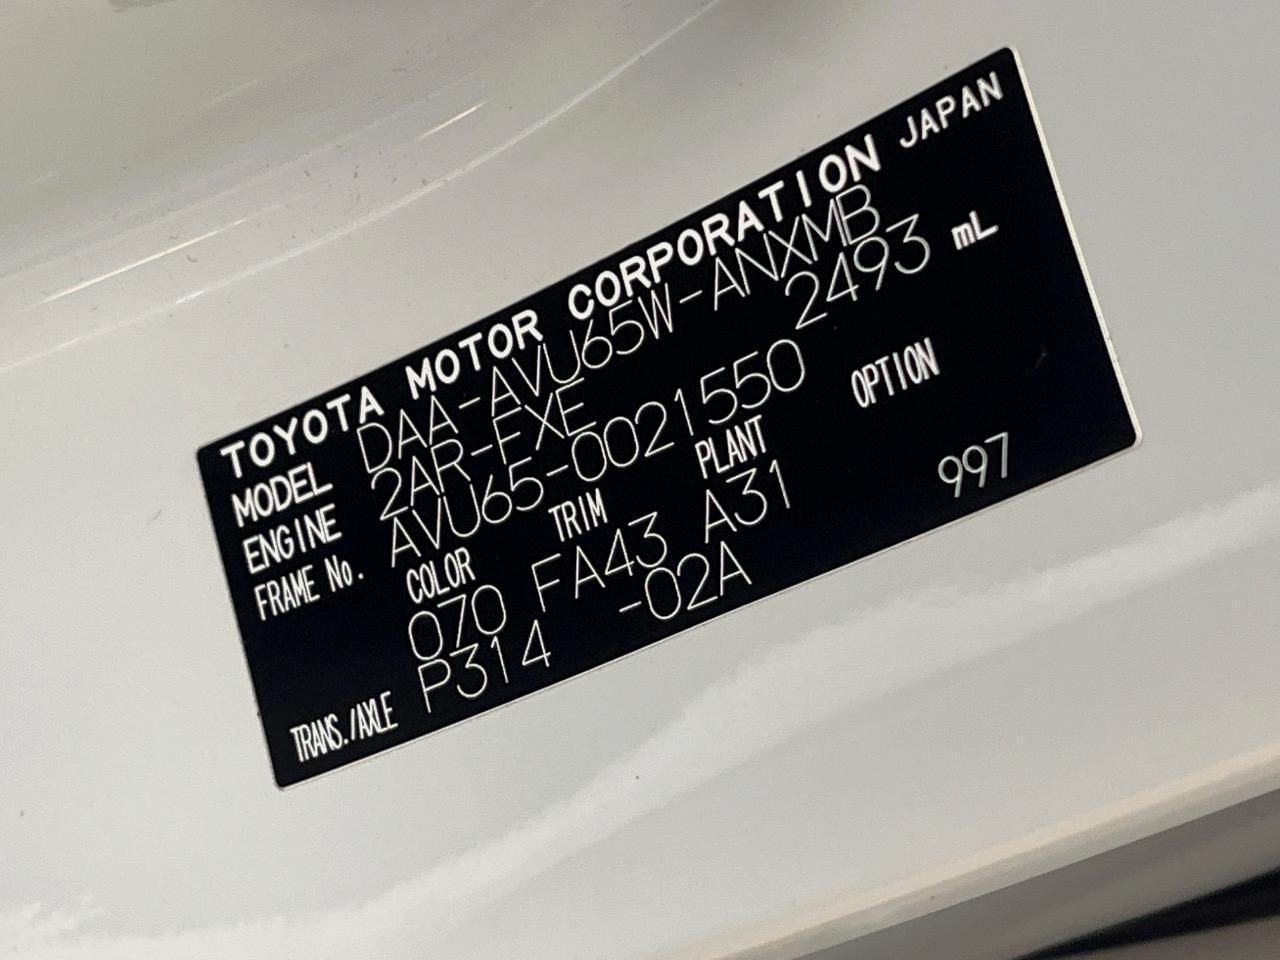 TOYOTA MOTOR CORPORATION JAPAN
MODEL DAA-AVU65W-ANXMB
ENGINE 2AR-FXE 2493 mL
FRAME No. AVU65-0021550
COLOR TRIM PLANT OPTION
070 FA43 A31 997
TRANS./AXLE P314 -02A